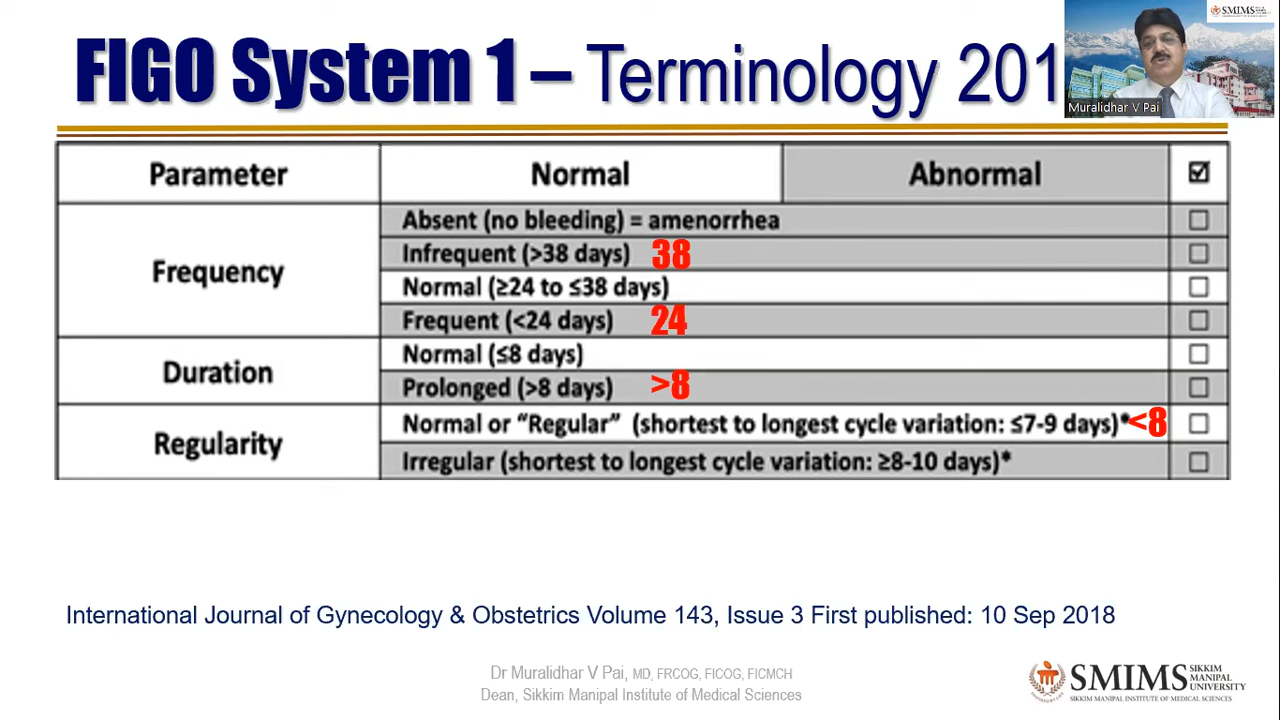 FIGO System 1 – Terminology 201
SMIMS
Muralidhar V Pai
Parameter Normal Abnormal
Frequency
Absent (no bleeding) = amenorrhea
Infrequent (>38 days) 38
Normal (≥24 to ≤38 days)
Frequent (<24 days) 24
Duration
Normal (≤8 days)
Prolonged (>8 days) >8
Regularity
Normal or “Regular” (shortest to longest cycle variation: ≤7-9 days)* <8
Irregular (shortest to longest cycle variation: ≥8-10 days)*
International Journal of Gynecology & Obstetrics Volume 143, Issue 3 First published: 10 Sep 2018
Dr Muralidhar V Pai, MD, FRCOG, FICOG, FICMCH
Dean, Sikkim Manipal Institute of Medical Sciences
SMIMS SIKKIM
MANIPAL
UNIVERSITY
INSTITUTE OF MEDICAL SCIENCES